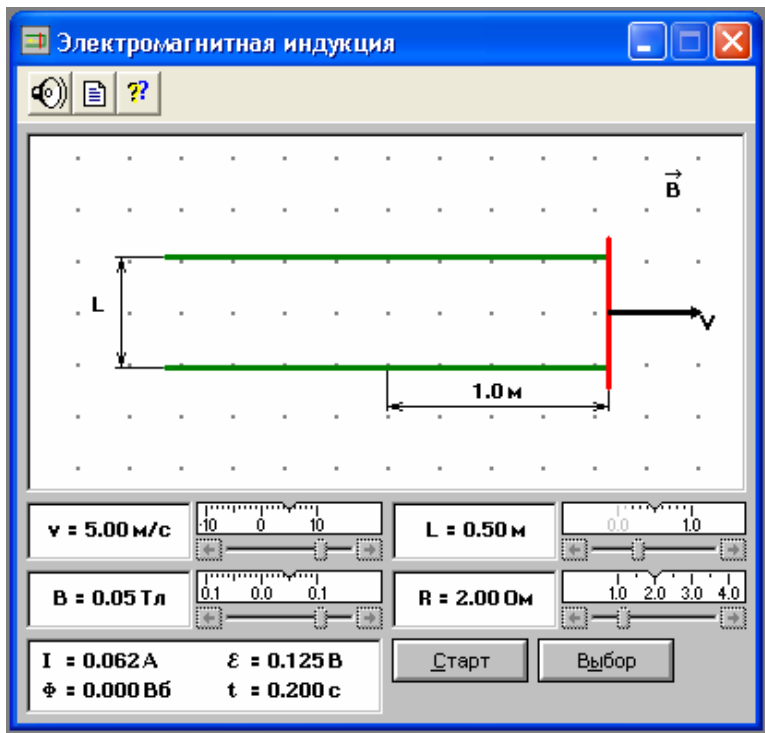 Электромагнитная индукция
??
B
L
V
1.0 м
v = 5.00 м/с
-10 0 10
L = 0.50 м
0.0 1.0
B = 0.05 Тл
0.1 0.0 0.1
R = 2.00 Ом
1.0 2.0 3.0 4.0
I = 0.062 А ε = 0.125 В
Φ = 0.000 Вб t = 0.200 с
Старт
Выбор